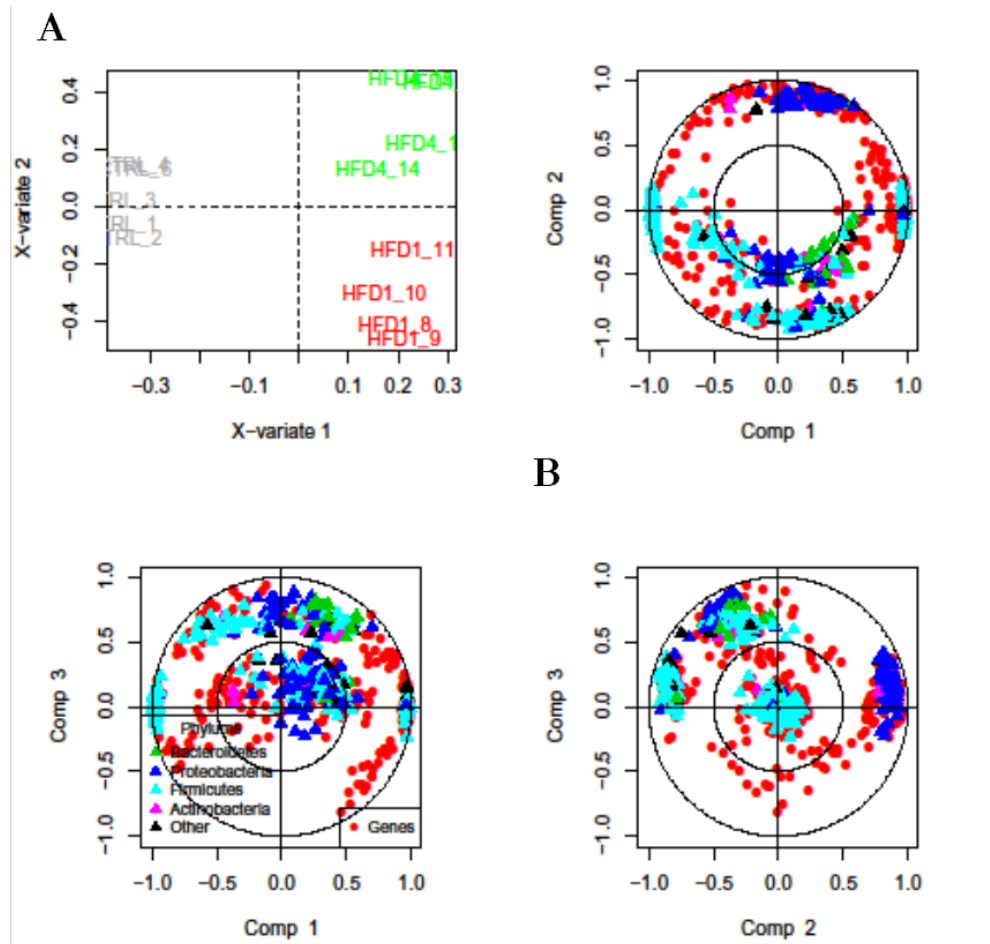 A
X-variate 2
0.4
0.2
0.0
-0.2
-0.4
HFD4_1
HFD4_14
RL_3
RL_1
TRL_2
HFD1_11
HFD1_10
HFD1_8
HFD1_9
-0.3
-0.1
0.1
0.2
0.3
X-variate 1
Comp 2
1.0
0.5
0.0
-0.5
-1.0
-1.0
-0.5
0.0
0.5
1.0
Comp 1
B
Comp 3
1.0
0.5
0.0
-0.5
-1.0
Phylums
Bacteroidetes
Proteobacteria
Firmicutes
Actinobacteria
Other
Genes
-1.0
-0.5
0.0
0.5
1.0
Comp 1
Comp 3
1.0
0.5
0.0
-0.5
-1.0
-1.0
-0.5
0.0
0.5
1.0
Comp 2